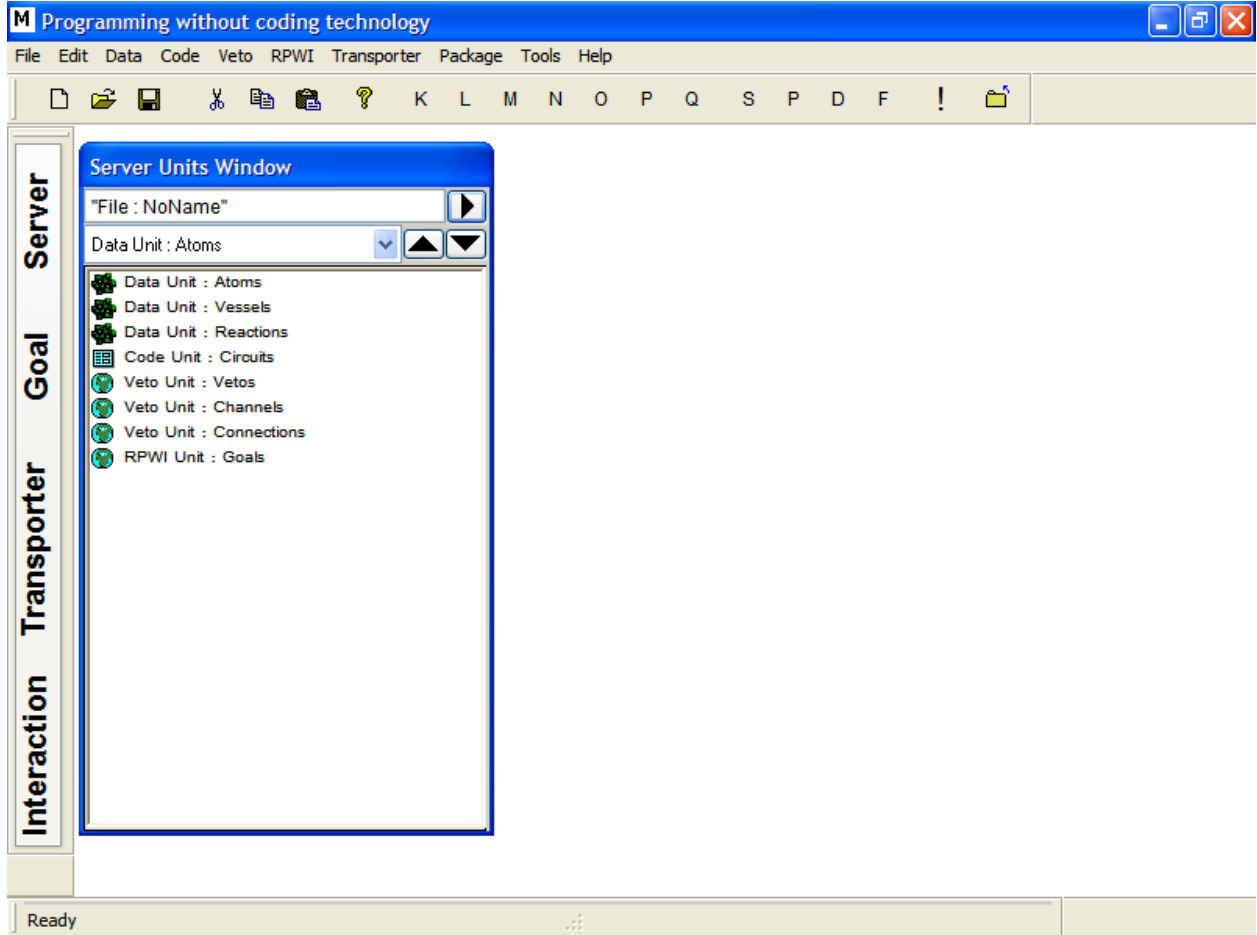 M Programming without coding technology
File Edit Data Code Veto RPWI Transporter Package Tools Help
K L M N O P Q S P D F !
Server
Goal
Transporter
Interaction
Server Units Window
"File : NoName"
Data Unit : Atoms
Data Unit : Atoms
Data Unit : Vessels
Data Unit : Reactions
Code Unit : Circuits
Veto Unit : Vetos
Veto Unit : Channels
Veto Unit : Connections
RPWI Unit : Goals
Ready